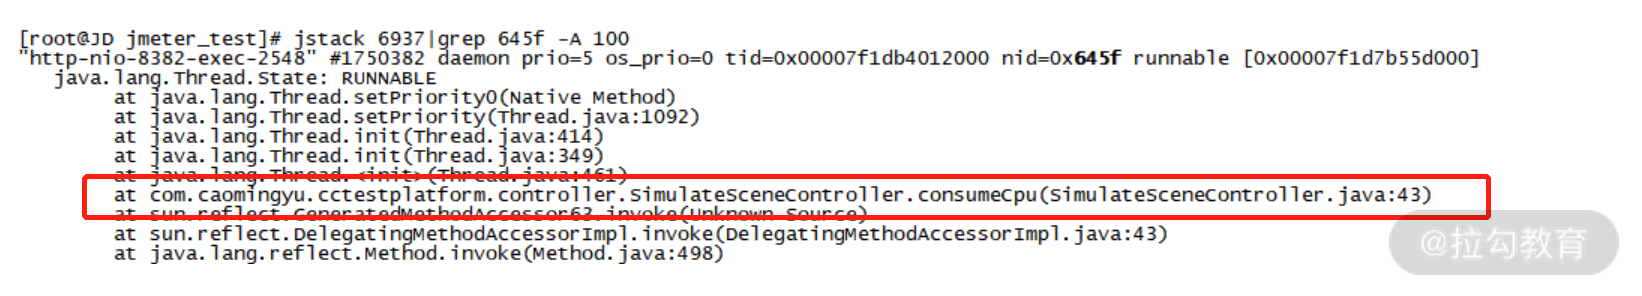 [root@JD jmeter_test]# jstack 6937|grep 645f -A 100
"http-nio-8382-exec-2548" #1750382 daemon prio=5 os_prio=0 tid=0x00007f1db4012000 nid=0x645f runnable [0x00007f1d7b55d000]
java.lang.Thread.State: RUNNABLE
at java.lang.Thread.setPriority0(Native Method)
at java.lang.Thread.setPriority(Thread.java:1092)
at java.lang.Thread.init(Thread.java:414)
at java.lang.Thread.init(Thread.java:349)
at java.lang.Thread.<init>(Thread.java:461)
at com.caomingyu.cctestplatform.controller.SimulateSceneController.consumeCpu(SimulateSceneController.java:43)
at sun.reflect.GeneratedMethodAccessor63.invoke(Unknown Source)
at sun.reflect.DelegatingMethodAccessorImpl.invoke(DelegatingMethodAccessorImpl.java:43)
at java.lang.reflect.Method.invoke(Method.java:498)
@拉勾教育